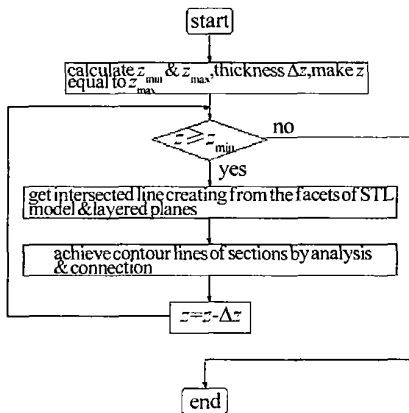 start
calculate z_min & z_max, thickness Δz, make z
equal to z_max
z ⩾ z_min
no
yes
get intersected line creating from the facets of STL
model & layered planes
achieve contour lines of sections by analysis
& connection
z=z-Δz
end